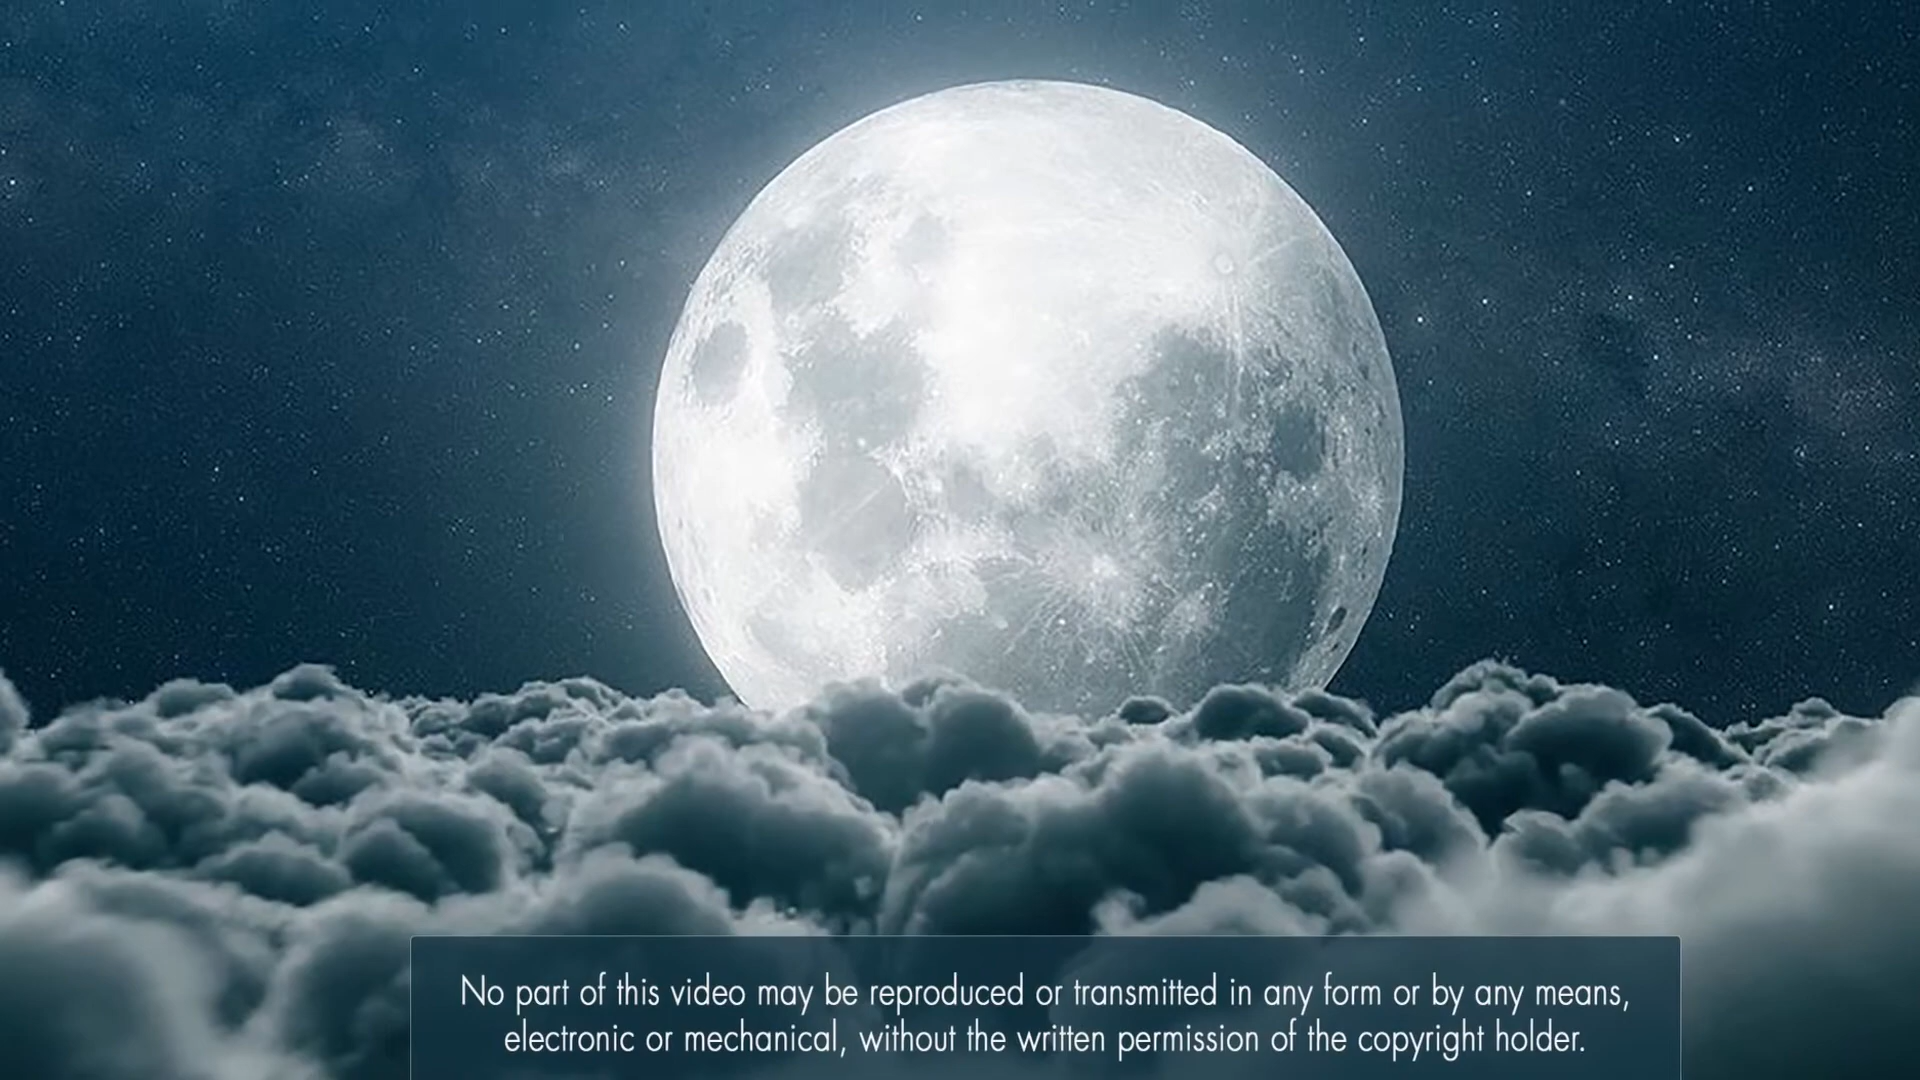 No part of this video may be reproduced or transmitted in any form or by any means,
electronic or mechanical, without the written permission of the copyright holder.